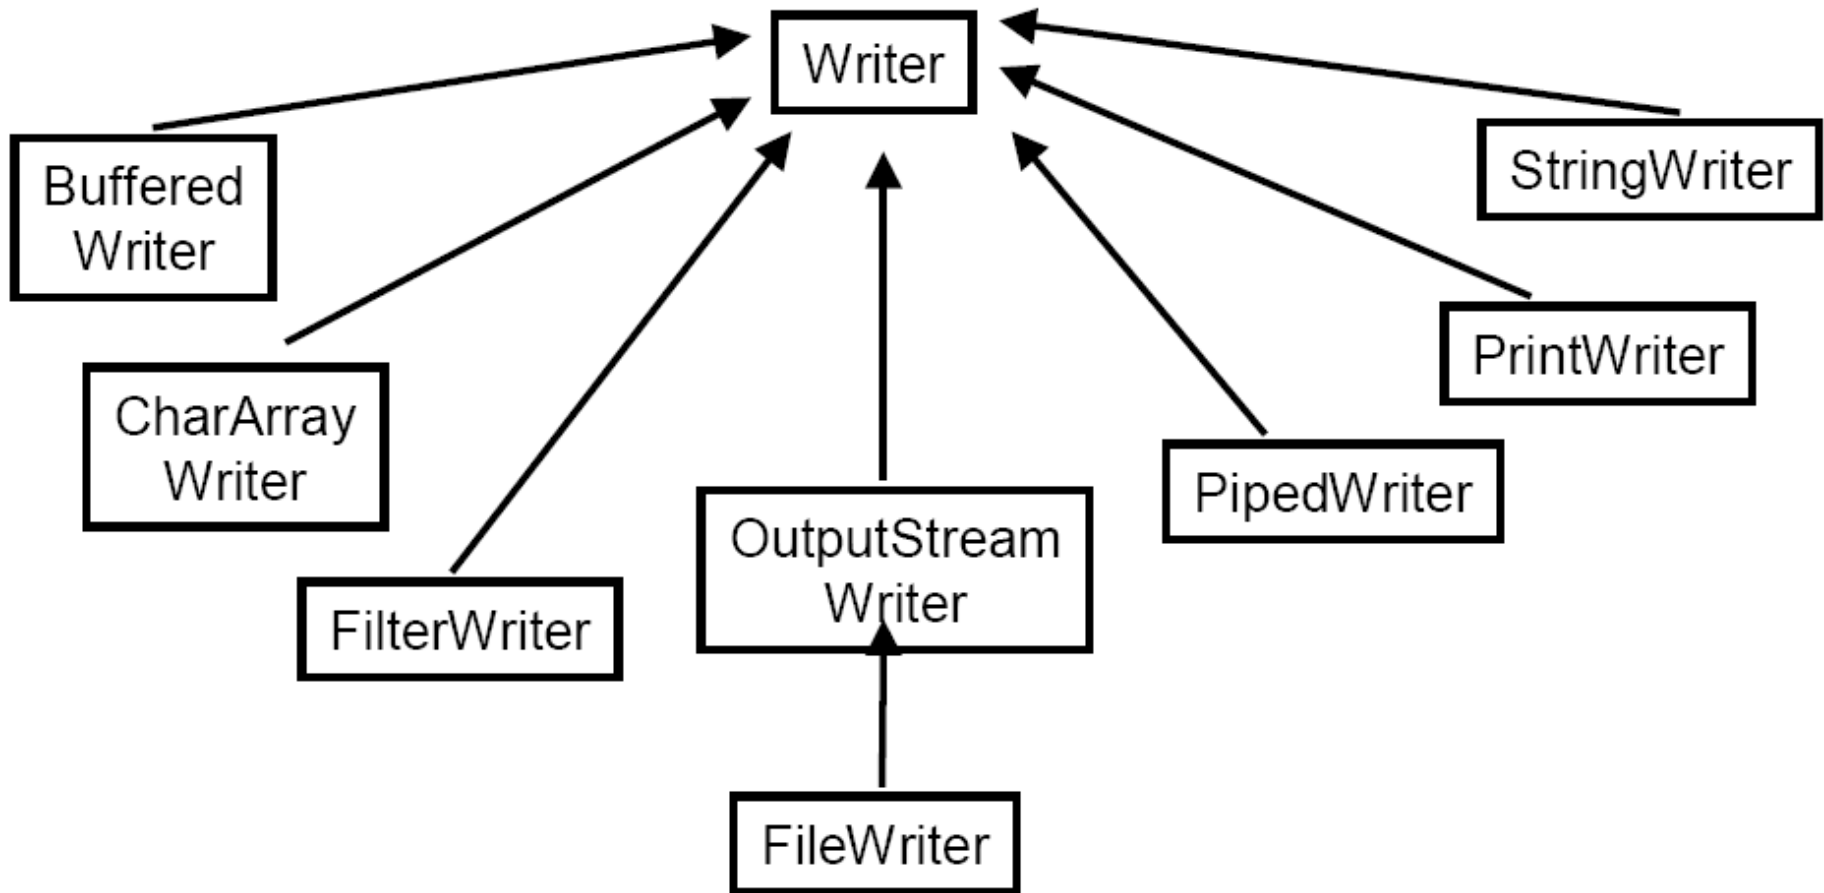 Writer
Buffered
Writer
StringWriter
PrintWriter
CharArray
Writer
PipedWriter
OutputStream
Writer
FilterWriter
FileWriter